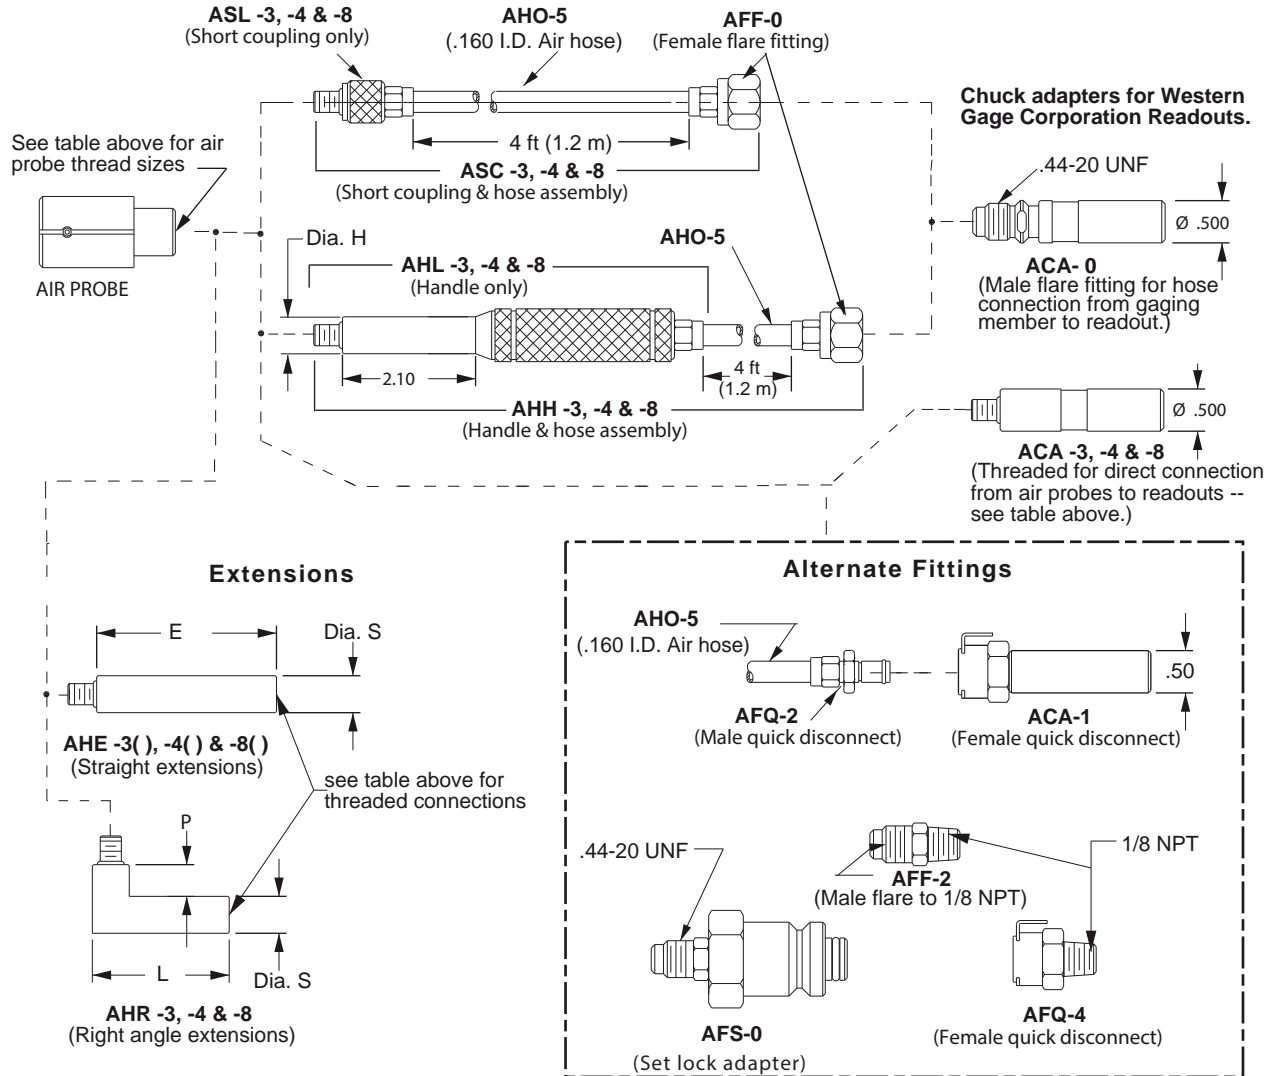 ASL -3, -4 & -8
(Short coupling only)
AHO-5
(.160 I.D. Air hose)
AFF-0
(Female flare fitting)
Chuck adapters for Western
Gage Corporation Readouts.
See table above for air
probe thread sizes
4 ft (1.2 m)
ASC -3, -4 & -8
(Short coupling & hose assembly)
.44-20 UNF
Ø .500
ACA- 0
(Male flare fitting for hose
connection from gaging
member to readout.)
AIR PROBE
Dia. H
AHL -3, -4 & -8
(Handle only)
AHO-5
2.10
4 ft
(1.2 m)
AHH -3, -4 & -8
(Handle & hose assembly)
Ø .500
ACA -3, -4 & -8
(Threaded for direct connection
from air probes to readouts --
see table above.)
Extensions
E
Dia. S
AHE -3( ), -4( ) & -8( )
(Straight extensions)
see table above for
threaded connections
P
L
Dia. S
AHR -3, -4 & -8
(Right angle extensions)
Alternate Fittings
AHO-5
(.160 I.D. Air hose)
AFQ-2
(Male quick disconnect)
.50
ACA-1
(Female quick disconnect)
.44-20 UNF
AFF-2
(Male flare to 1/8 NPT)
1/8 NPT
AFS-0
(Set lock adapter)
AFQ-4
(Female quick disconnect)